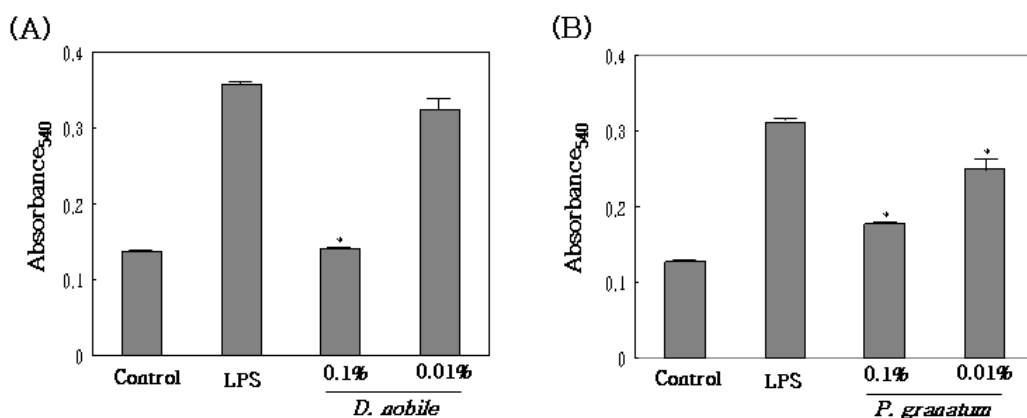 (A)
0.4
0.3
0.2
0.1
0
Absorbance540
*
Control LPS 0.1% 0.01%
D. nobile
(B)
0.4
0.3
0.2
0.1
0
Absorbance540
*
*
Control LPS 0.1% 0.01%
P. granatum